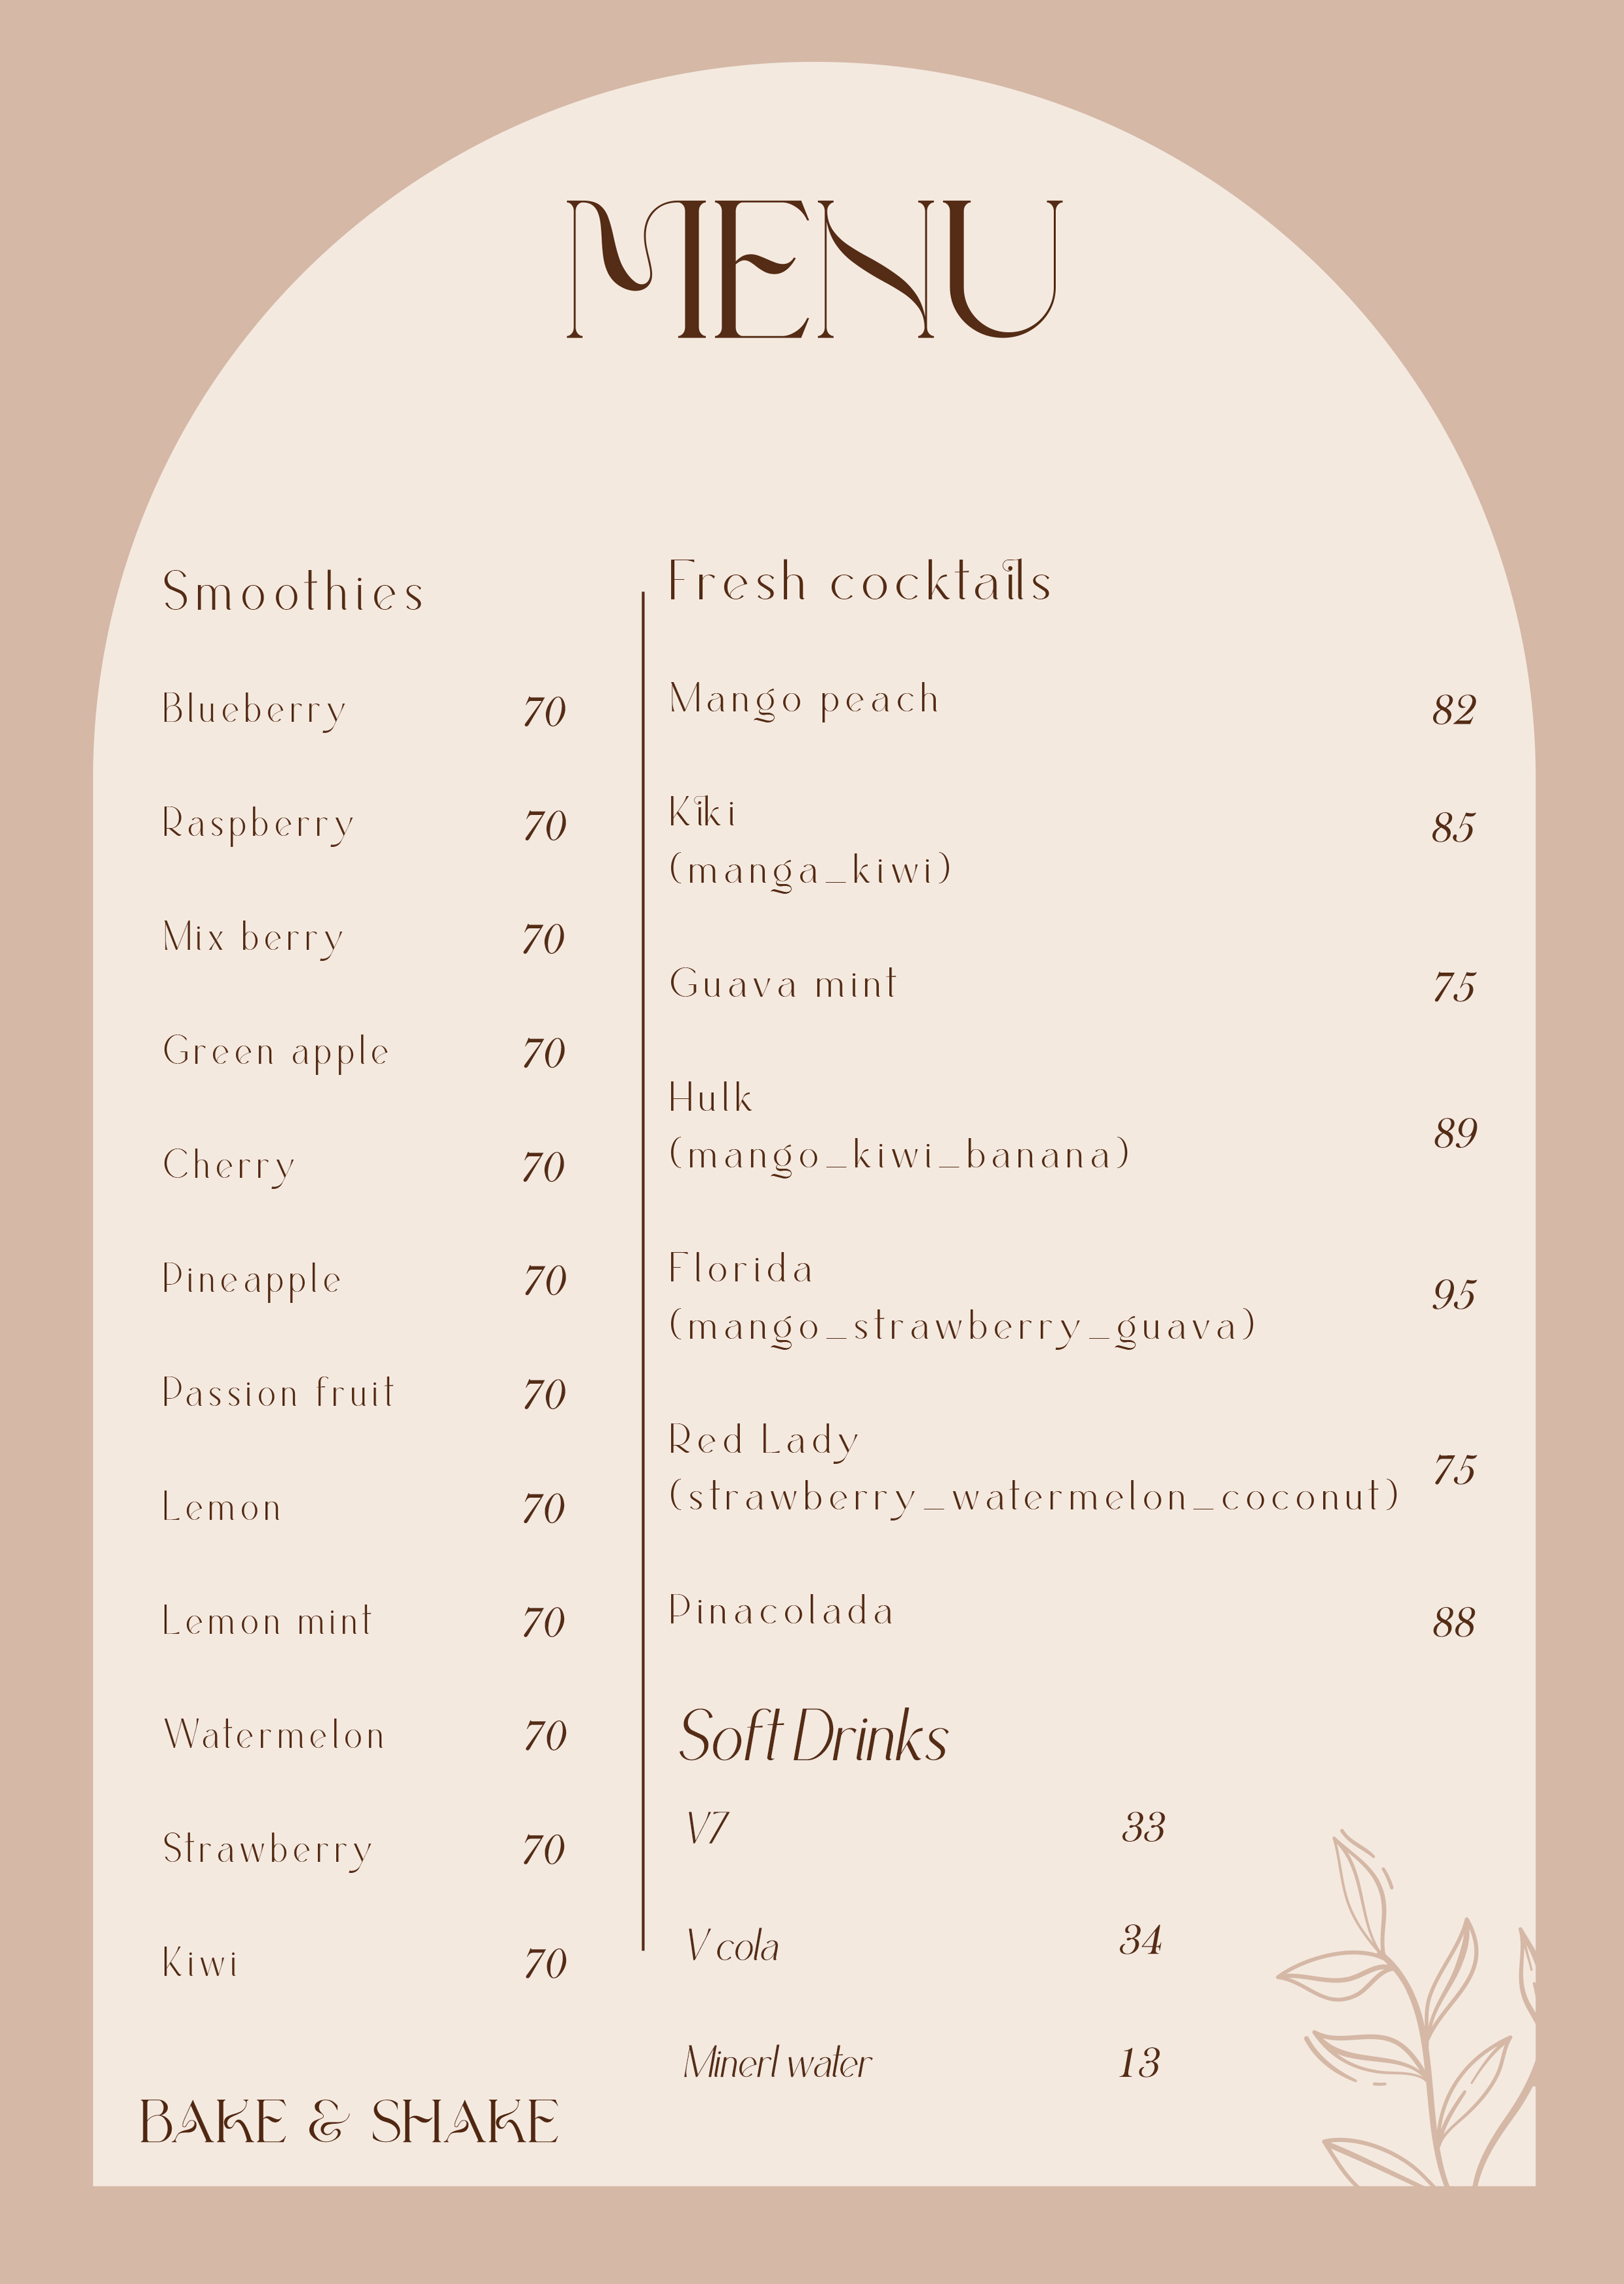 MENU
Smoothies
Blueberry 70
Raspberry 70
Mix berry 70
Green apple 70
Cherry 70
Pineapple 70
Passion fruit 70
Lemon 70
Lemon mint 70
Watermelon 70
Strawberry 70
Kiwi 70
Fresh cocktails
Mango peach 82
Kiki 85
(manga_kiwi)
Guava mint 75
Hulk
(mango_kiwi_banana) 89
Florida
(mango_strawberry_guava) 95
Red Lady
(strawberry_watermelon_coconut) 75
Pinacolada 88
Soft Drinks
V7 33
V cola 34
Minerl water 13
BAKE & SHAKE